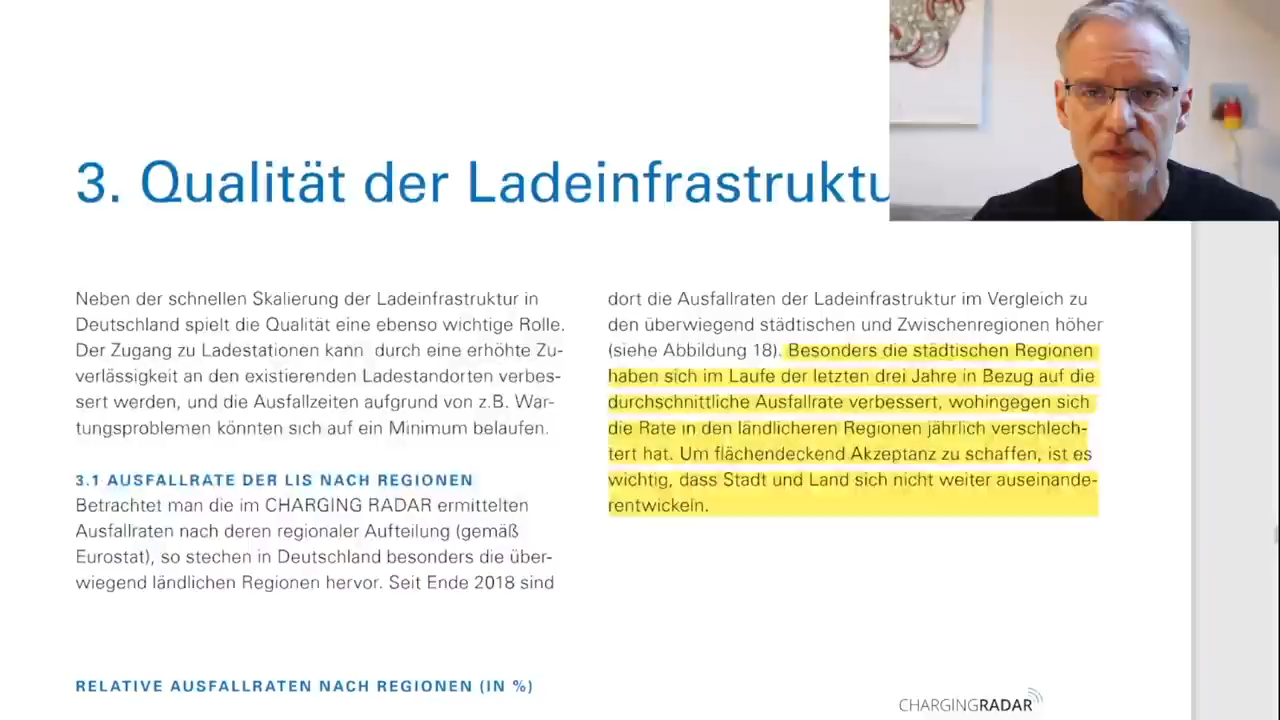 3. Qualität der Ladeinfrastruktu
Neben der schnellen Skalierung der Ladeinfrastruktur in
Deutschland spielt die Qualität eine ebenso wichtige Rolle.
Der Zugang zu Ladestationen kann durch eine erhöhte Zu-
verlässigkeit an den existierenden Ladestandorten verbes-
sert werden, und die Ausfallzeiten aufgrund von z.B. War-
tungsproblemen könnten sich auf ein Minimum belaufen.
3.1 AUSFALLRATE DER LIS NACH REGIONEN
Betrachtet man die im CHARGING RADAR ermittelten
Ausfallraten nach deren regionaler Aufteilung (gemäß
Eurostat), so stechen in Deutschland besonders die über-
wiegend ländlichen Regionen hervor. Seit Ende 2018 sind
dort die Ausfallraten der Ladeinfrastruktur im Vergleich zu
den überwiegend städtischen und Zwischenregionen höher
(siehe Abbildung 18). Besonders die städtischen Regionen
haben sich im Laufe der letzten drei Jahre in Bezug auf die
durchschnittliche Ausfallrate verbessert, wohingegen sich
die Rate in den ländlicheren Regionen jährlich verschlech-
tert hat. Um flächendeckend Akzeptanz zu schaffen, ist es
wichtig, dass Stadt und Land sich nicht weiter auseinande-
rentwickeln.
RELATIVE AUSFALLRATEN NACH REGIONEN (IN %)
CHARGINGRADAR